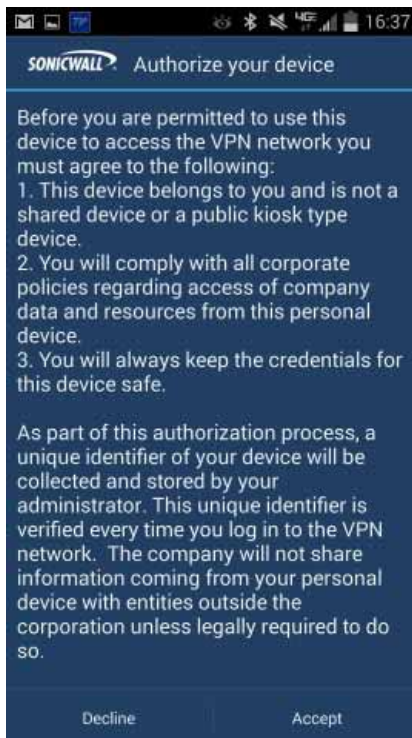 4G 16:37
SONICWALL Authorize your device
Before you are permitted to use this
device to access the VPN network you
must agree to the following:
1. This device belongs to you and is not a
shared device or a public kiosk type
device.
2. You will comply with all corporate
policies regarding access of company
data and resources from this personal
device.
3. You will always keep the credentials for
this device safe.
As part of this authorization process, a
unique identifier of your device will be
collected and stored by your
administrator. This unique identifier is
verified every time you log in to the VPN
network.  The company will not share
information coming from your personal
device with entities outside the
corporation unless legally required to do
so.
Decline Accept